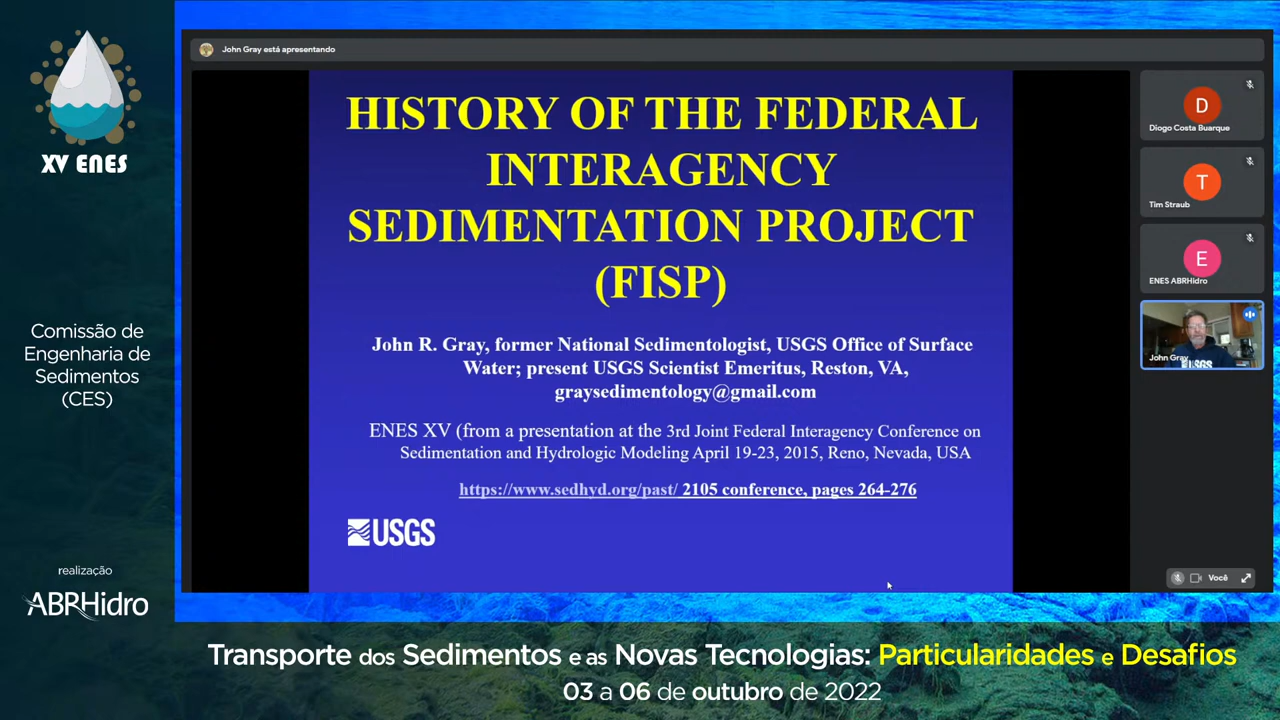 XV ENES
Comissão de
Engenharia de
Sedimentos
(CES)
realização
ABRHidro
John Gray está apresentando
HISTORY OF THE FEDERAL
INTERAGENCY
SEDIMENTATION PROJECT
(FISP)
John R. Gray, former National Sedimentologist, USGS Office of Surface
Water; present USGS Scientist Emeritus, Reston, VA,
graysedimentology@gmail.com
ENES XV (from a presentation at the 3rd Joint Federal Interagency Conference on
Sedimentation and Hydrologic Modeling April 19-23, 2015, Reno, Nevada, USA
https://www.sedhyd.org/past/ 2105 conference, pages 264-276
USGS
D
Diogo Costa Buarque
T
Tim Straub
E
ENES ABRHidro
John Gray
USGS
Você
Transporte dos Sedimentos e as Novas Tecnologias: Particularidades e Desafios
03 a 06 de outubro de 2022